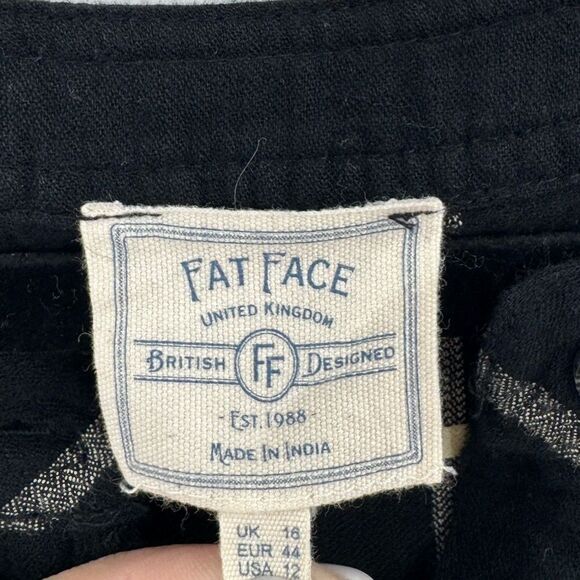 FAT FACE
UNITED KINGDOM
BRITISH FF DESIGNED
- EST. 1988 -
MADE IN INDIA
UK 16
EUR 44
USA 12